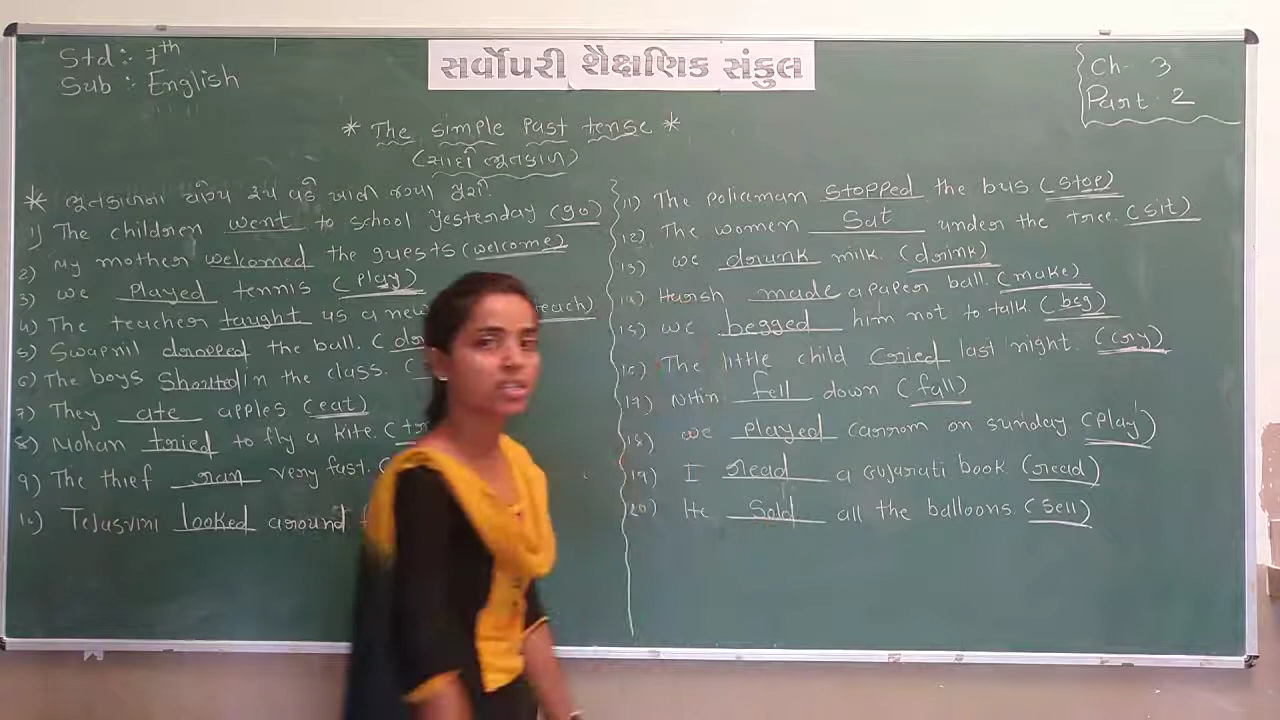 Std :- 7th
Sub :- English
સર્વોપરી શૈક્ષણિક સંકુલ
Ch- 3
Part- 2
* The simple Past tense *
(સાદો ભૂતકાળ)
* ભૂતકાળના યોગ્ય રૂપ વડે ખાલી જગ્યા પૂરો.
1) The children went to school yesterday (go)
2) My mother welcomed the guests (welcome)
3) We Played tennis (Play)
4) The teacher taught us a new teach)
5) Swapnil dropped the ball. (
6) The boys Shouted in the class. (
7) They ate apples (eat)
8) Mohan tried to fly a kite. (
9) The thief ran very fast. (
10) Tejasvini looked around
11) The Policeman stopped the bus (stop)
12) The women Sat under the tree. (sit)
13) we drunk milk. (drink)
14) Harsh made a paper ball. (make)
15) we begged him not to talk. (beg)
16) The little child cried last night. (cry)
17) Nitin fell down (fall)
18) we played carrom on sunday (play)
19) I read a Gujarati book. (read)
20) He Sold all the balloons. (Sell)